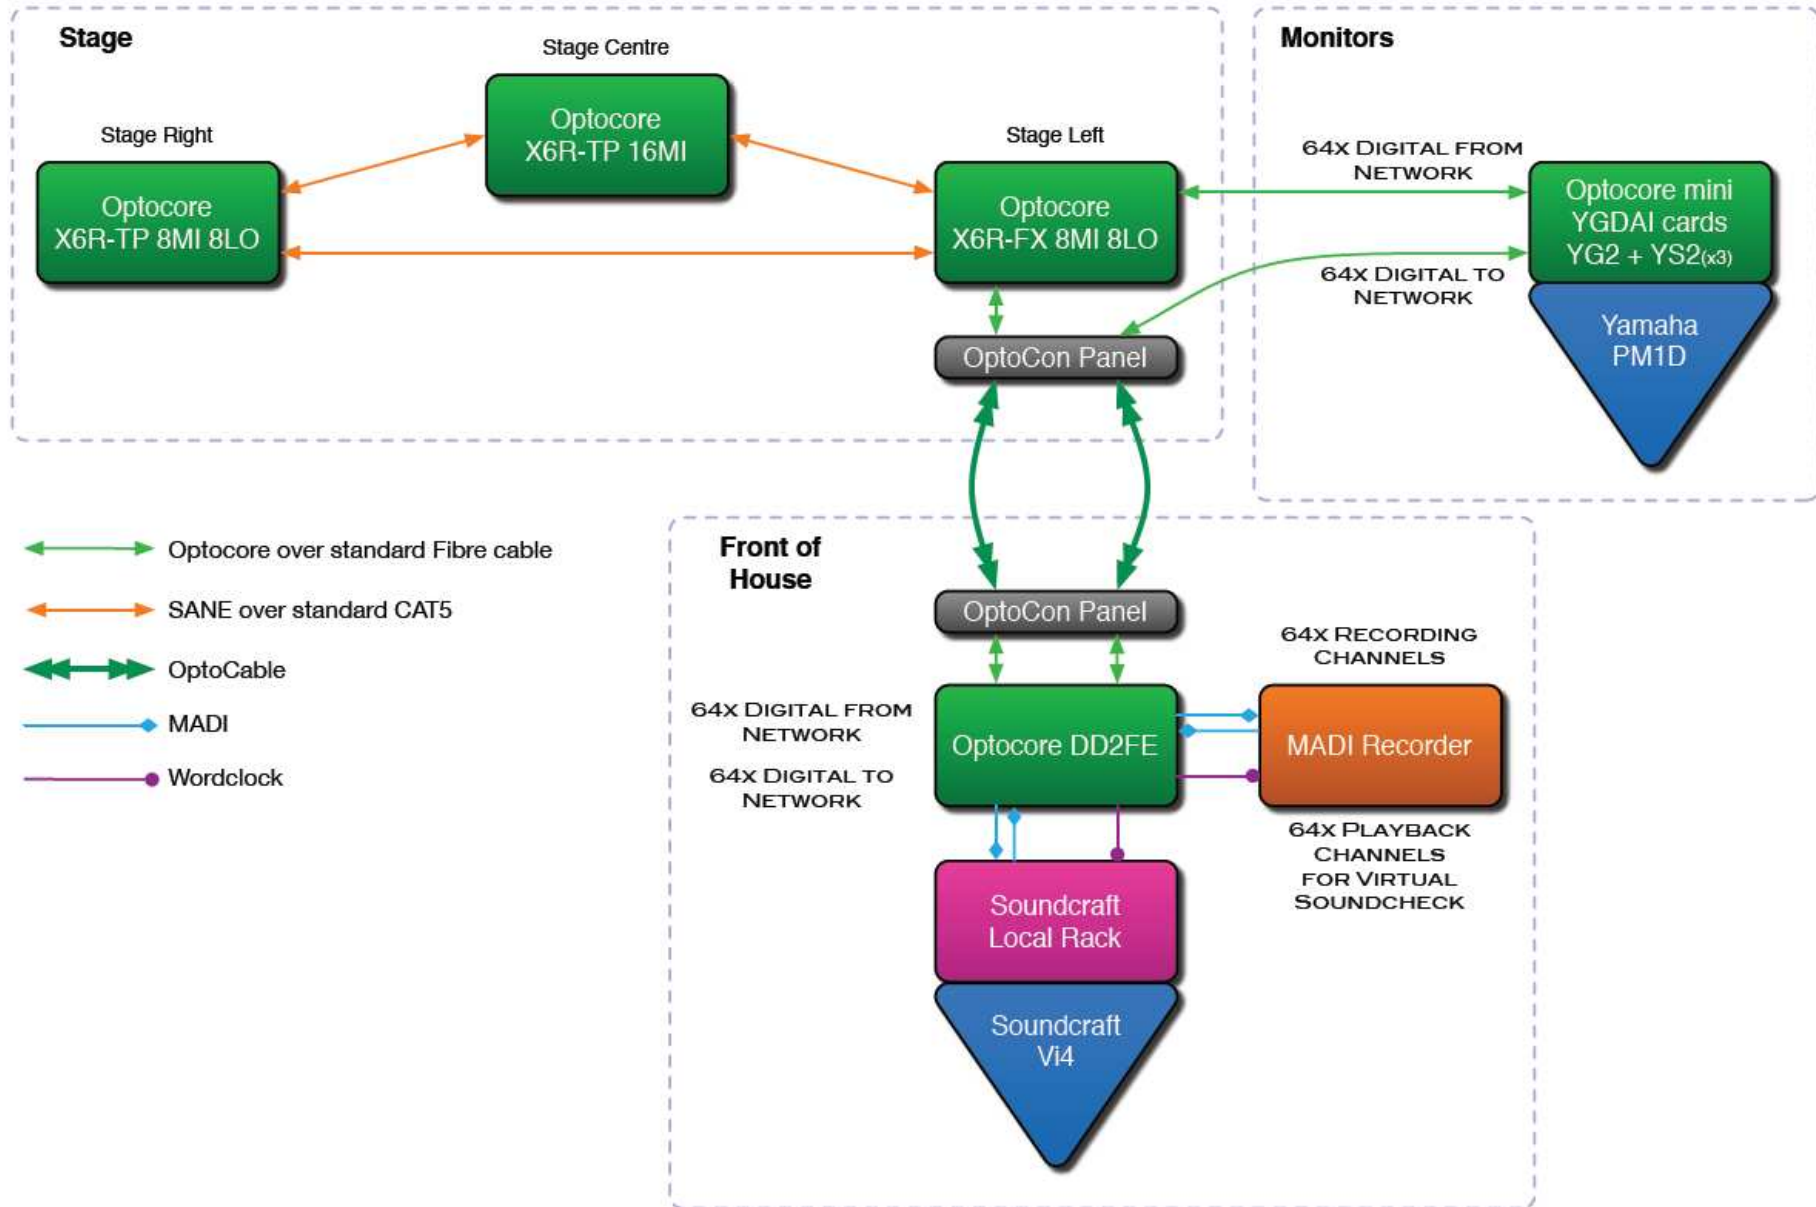 Stage
Stage Centre
Optocore
X6R-TP 16MI
Stage Right
Optocore
X6R-TP 8MI 8LO
Stage Left
Optocore
X6R-FX 8MI 8LO
OptoCon Panel
Monitors
64x Digital from
Network
64x Digital to
Network
Optocore mini
YGDAI cards
YG2 + YS2(x3)
Yamaha
PM1D
Optocore over standard Fibre cable
SANE over standard CAT5
OptoCable
MADI
Wordclock
Front of
House
OptoCon Panel
64x Digital from
Network
64x Digital to
Network
Optocore DD2FE
64x Recording
Channels
MADI Recorder
64x Playback
Channels
for Virtual
Soundcheck
Soundcraft
Local Rack
Soundcraft
Vi4